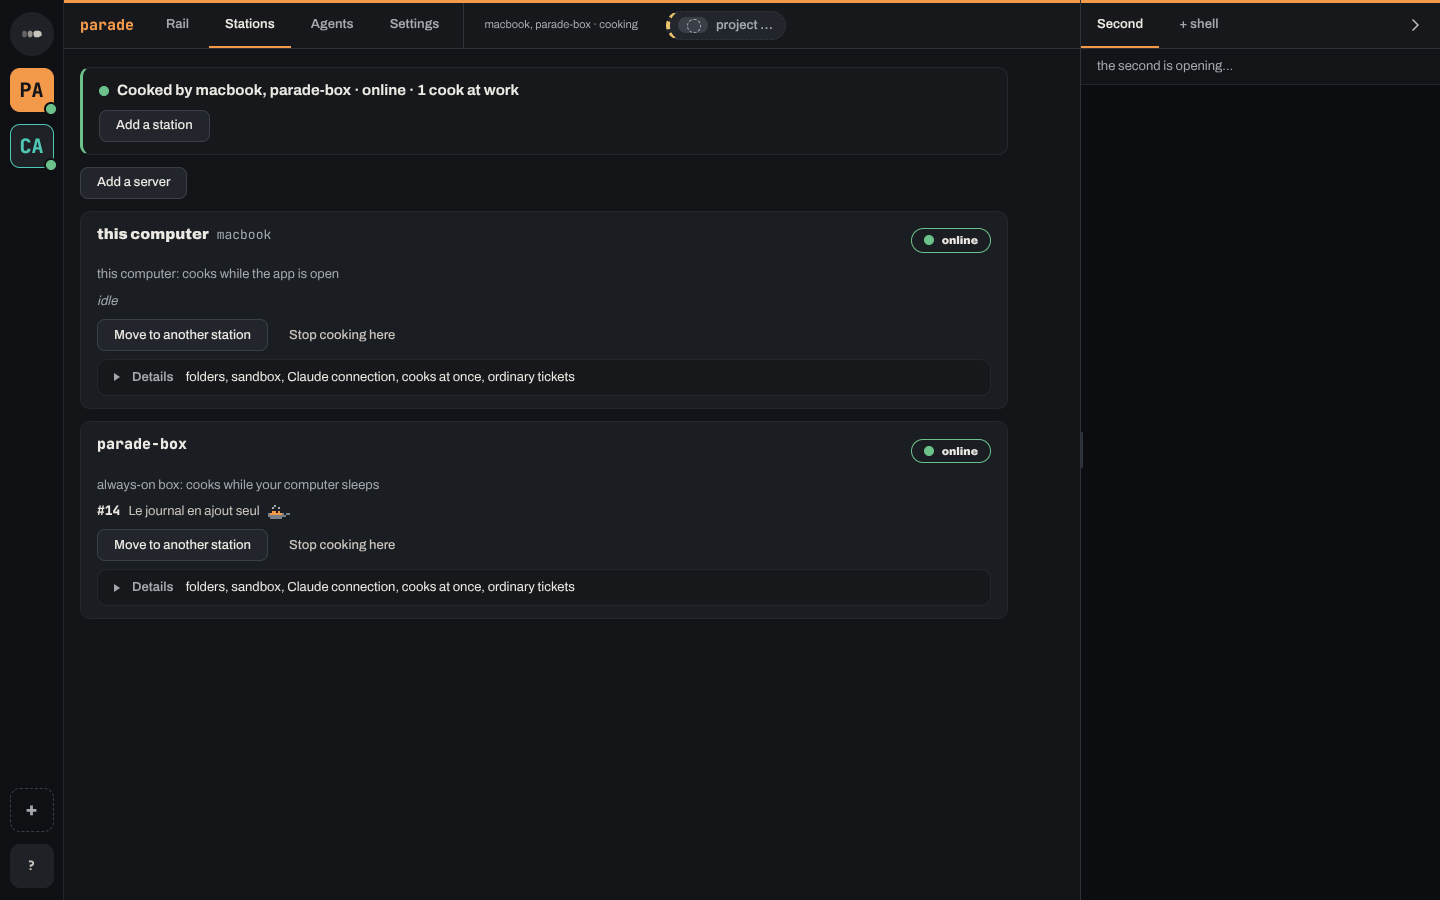 parade Rail Stations Agents Settings macbook, parade-box · cooking project ... Second + shell
the second is opening...
PA
CA
Cooked by macbook, parade-box · online · 1 cook at work
Add a station
Add a server
this computer macbook online
this computer: cooks while the app is open
idle
Move to another station Stop cooking here
Details folders, sandbox, Claude connection, cooks at once, ordinary tickets
parade-box online
always-on box: cooks while your computer sleeps
#14 Le journal en ajout seul
Move to another station Stop cooking here
Details folders, sandbox, Claude connection, cooks at once, ordinary tickets
+
?